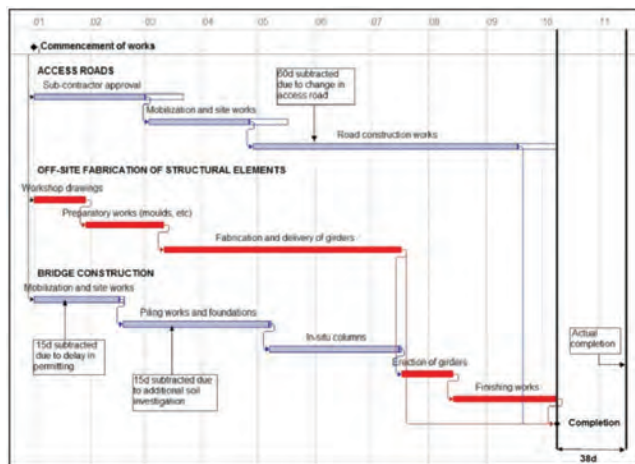 01 02 03 04 05 06 07 08 09 10 11
Commencement of works
ACCESS ROADS
Sub-contractor approval
60d subtracted
due to change in
access road
Mobilization and site works
Road construction works
OFF-SITE FABRICATION OF STRUCTURAL ELEMENTS
Workshop drawings
Preparatory works (moulds, etc)
Fabrication and delivery of girders
BRIDGE CONSTRUCTION
Mobilization and site works
Piling works and foundations
In-situ columns
Actual
completion
15d subtracted
due to delay in
permitting
15d subtracted due
to additional soil
investigation
Erection of girders
Finishing works
Completion
38d